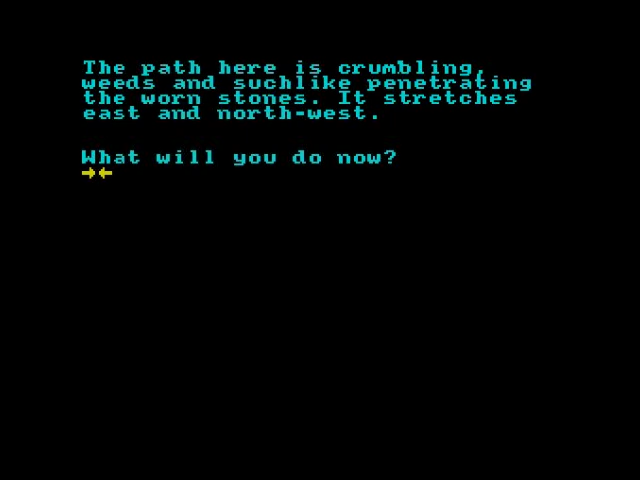 The path here is crumbling,
weeds and suchlike penetrating
the worn stones. It stretches
east and north-west.
What will you do now?
→←